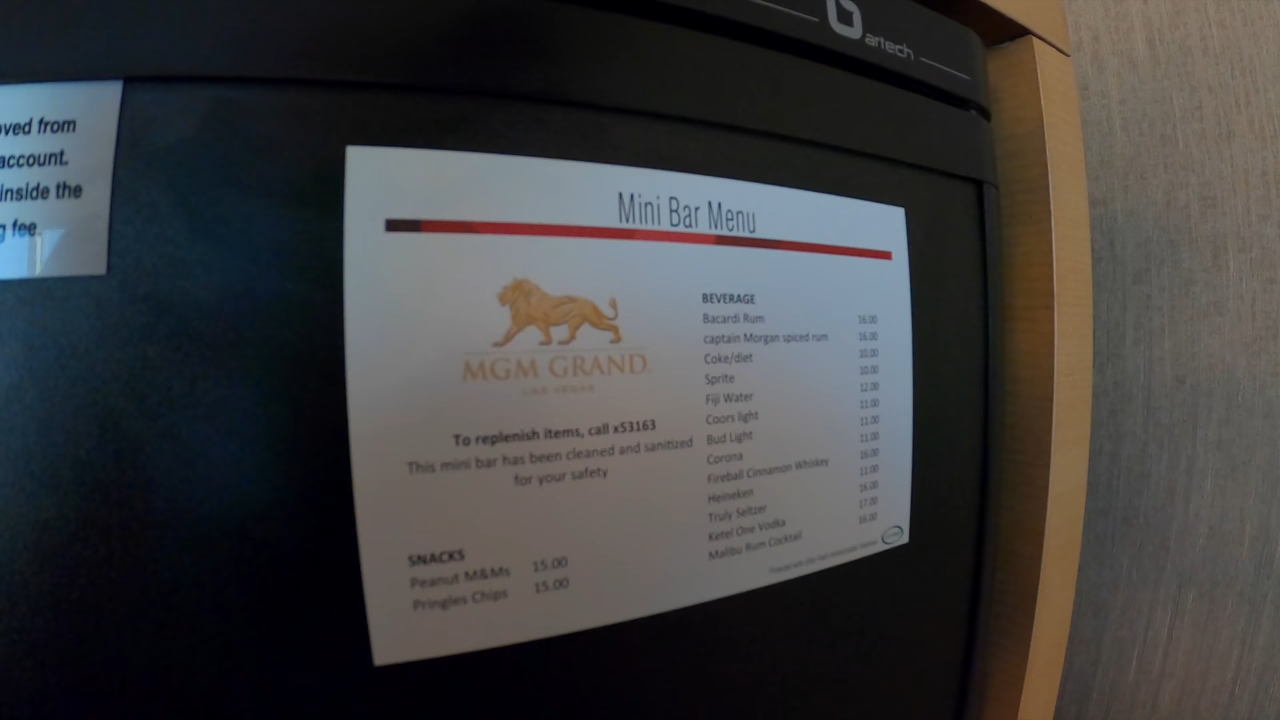 artech
oved from
account.
inside the
g fee.
Mini Bar Menu
MGM GRAND
LAS VEGAS
To replenish items, call x53163
This mini bar has been cleaned and sanitized
for your safety
SNACKS
Peanut M&Ms 15.00
Pringles Chips 15.00
BEVERAGE
Bacardi Rum 16.00
captain Morgan spiced rum 16.00
Coke/diet 10.00
Sprite 10.00
Fiji Water 12.00
Coors light 11.00
Bud Light 11.00
Corona 11.00
Fireball Cinnamon Whiskey 16.00
Heineken 11:00
Truly Seltzer 16.00
Ketel One Vodka 17.00
Malibu Rum Cocktail 16.00